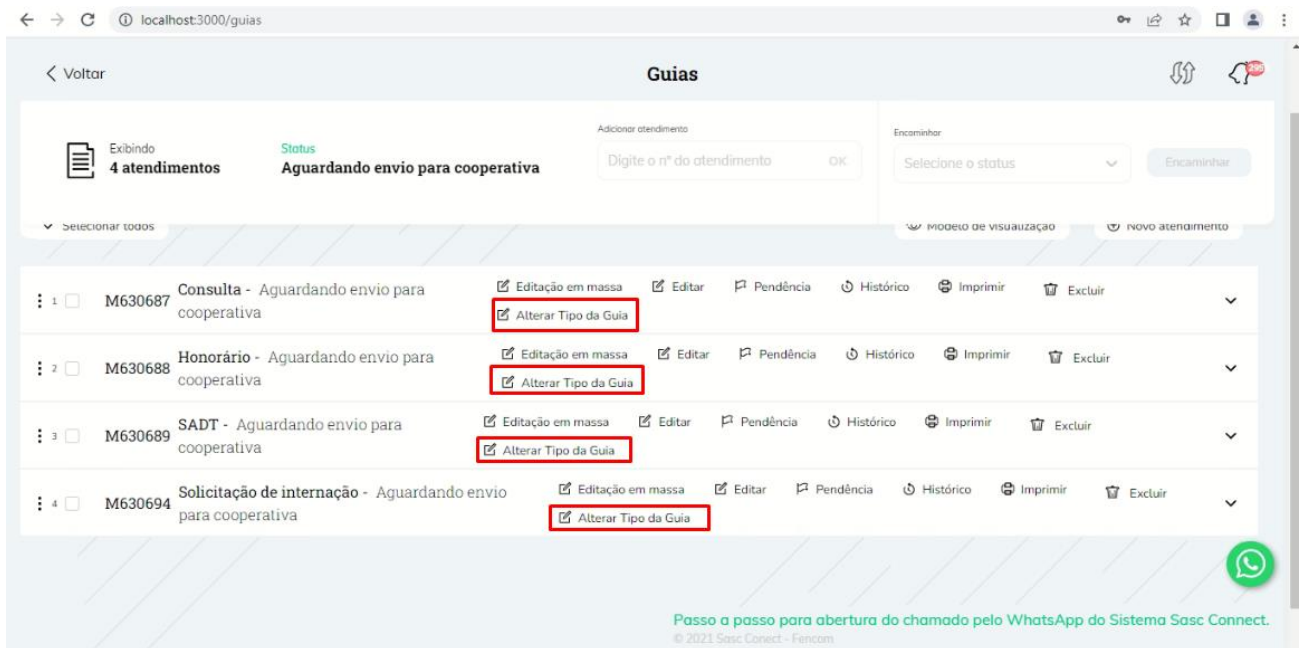 localhost:3000/guias
Voltar
Guias
Exibindo
4 atendimentos
Status
Aguardando envio para cooperativa
Adicionar atendimento
Digite o nº do atendimento OK
Encaminhar
Selecione o status
Encaminhar
Selecionar todos
Modelo de visualização
Novo atendimento
1 M630687 Consulta - Aguardando envio para
cooperativa
Editação em massa Editar Pendência Histórico Imprimir Excluir
Alterar Tipo da Guia
2 M630688 Honorário - Aguardando envio para
cooperativa
Editação em massa Editar Pendência Histórico Imprimir Excluir
Alterar Tipo da Guia
3 M630689 SADT - Aguardando envio para
cooperativa
Editação em massa Editar Pendência Histórico Imprimir Excluir
Alterar Tipo da Guia
4 M630694 Solicitação de internação - Aguardando envio
para cooperativa
Editação em massa Editar Pendência Histórico Imprimir Excluir
Alterar Tipo da Guia
Passo a passo para abertura do chamado pelo WhatsApp do Sistema Sasc Connect.
© 2021 Sasc Conect - Fencom